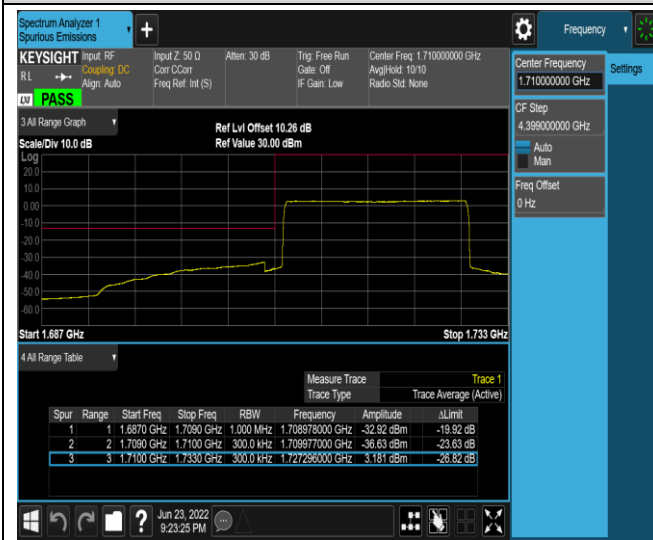 Spectrum Analyzer 1
Spurious Emissions
+
Frequency
KEYSIGHT
Input: RF
Coupling: DC
Align: Auto
Input Z: 50 Ω
Corr CCorr
Freq Ref: Int (S)
Atten: 30 dB
Trig: Free Run
Gate: Off
IF Gain: Low
Center Freq: 1.710000000 GHz
Avg|Hold: 10/10
Radio Std: None
R L
LXI
PASS
Center Frequency
1.710000000 GHz
Settings
CF Step
4.399000000 GHz
Auto
Man
Freq Offset
0 Hz
3 All Range Graph
Ref Lvl Offset 10.26 dB
Scale/Div 10.0 dB
Ref Value 30.00 dBm
Log
20.0
10.0
0.00
-10.0
-20.0
-30.0
-40.0
-50.0
-60.0
Start 1.687 GHz
Stop 1.733 GHz
4 All Range Table
Measure Trace Trace 1
Trace Type Trace Average (Active)
Spur Range Start Freq Stop Freq RBW Frequency Amplitude ΔLimit
1 1 1.6870 GHz 1.7090 GHz 1.000 MHz 1.708978000 GHz -32.92 dBm -19.92 dB
2 2 1.7090 GHz 1.7100 GHz 300.0 kHz 1.709977000 GHz -36.63 dBm -23.63 dB
3 3 1.7100 GHz 1.7330 GHz 300.0 kHz 1.727296000 GHz 3.181 dBm -26.82 dB
?
Jun 23, 2022
9:23:25 PM